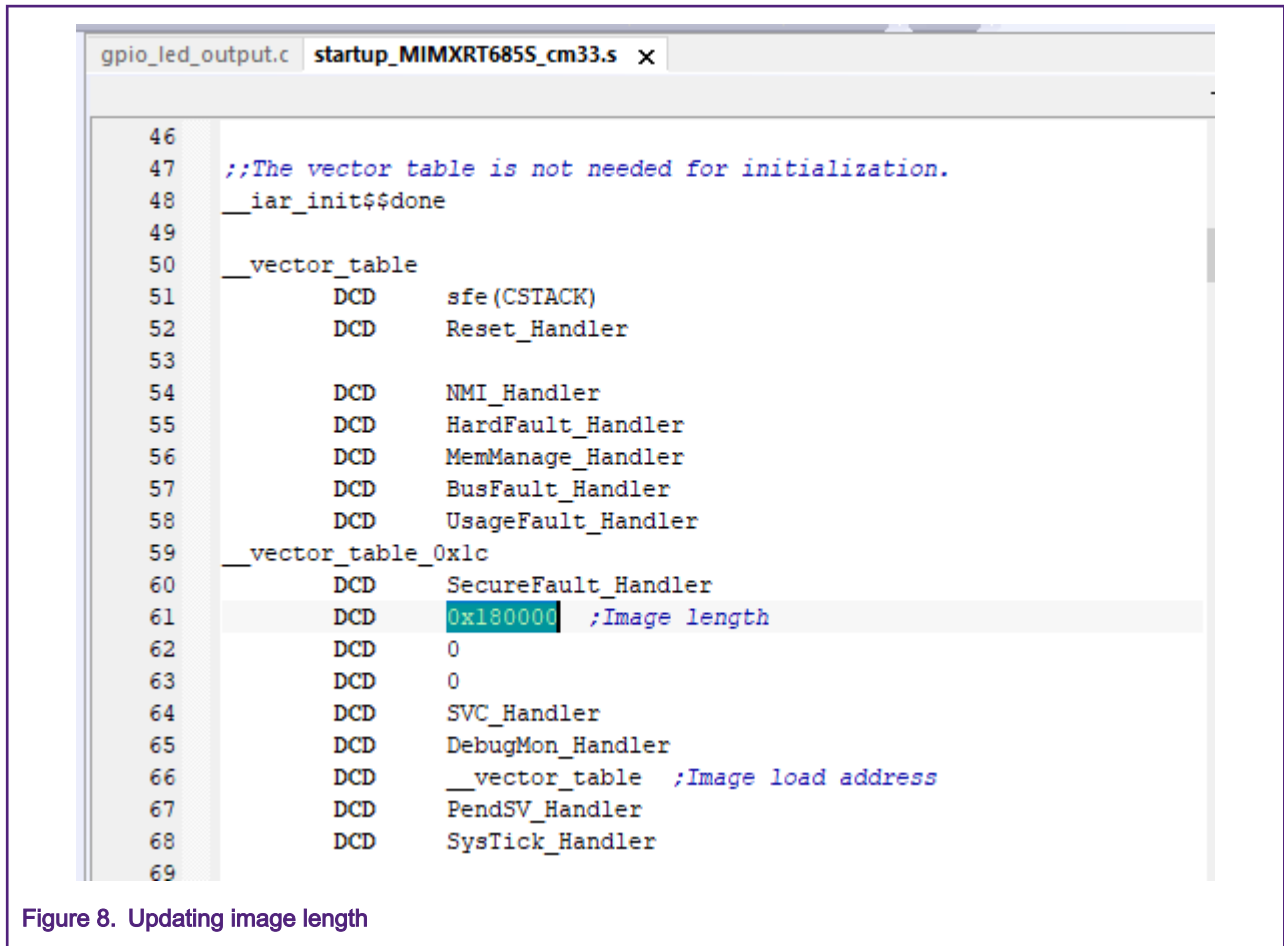 gpio_led_output.c startup_MIMXRT685S_cm33.s x
46
47 ;;The vector table is not needed for initialization.
48 __iar_init$$done
49
50 __vector_table
51 DCD sfe(CSTACK)
52 DCD Reset_Handler
53
54 DCD NMI_Handler
55 DCD HardFault_Handler
56 DCD MemManage_Handler
57 DCD BusFault_Handler
58 DCD UsageFault_Handler
59 __vector_table_0x1c
60 DCD SecureFault_Handler
61 DCD 0x180000 ;Image length
62 DCD 0
63 DCD 0
64 DCD SVC_Handler
65 DCD DebugMon_Handler
66 DCD __vector_table ;Image load address
67 DCD PendSV_Handler
68 DCD SysTick_Handler
69
Figure 8. Updating image length